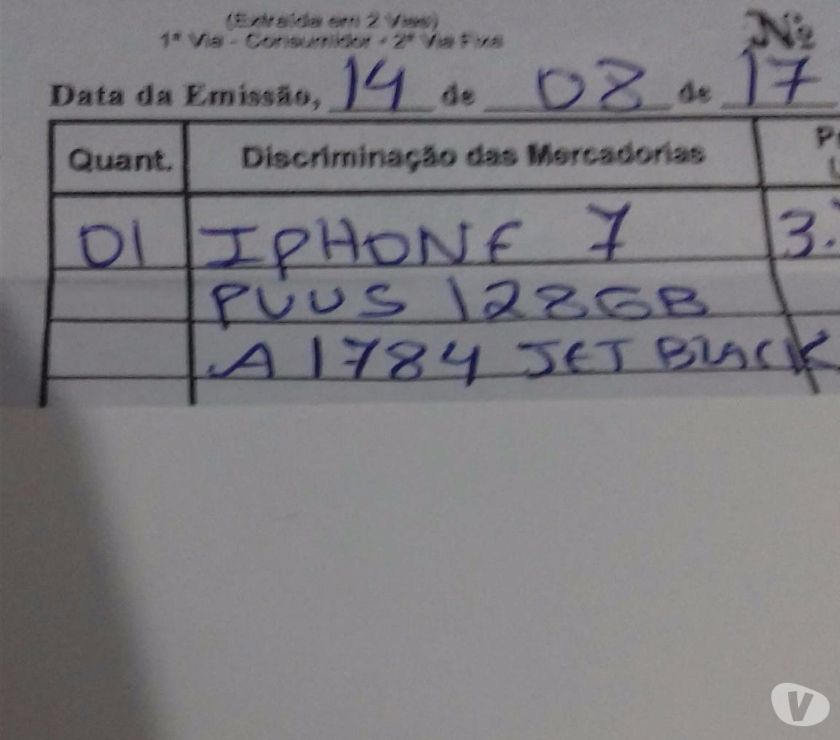 (Extraída em 2 Vias)
1ª Via - Consumidor - 2ª Via Fixa
Nº
Data da Emissão, 14 de 08 de 17
Quant. Discriminação das Mercadorias
01 IPHONE 7 3.
PLUS 128GB
A1784 JET BLACK
V